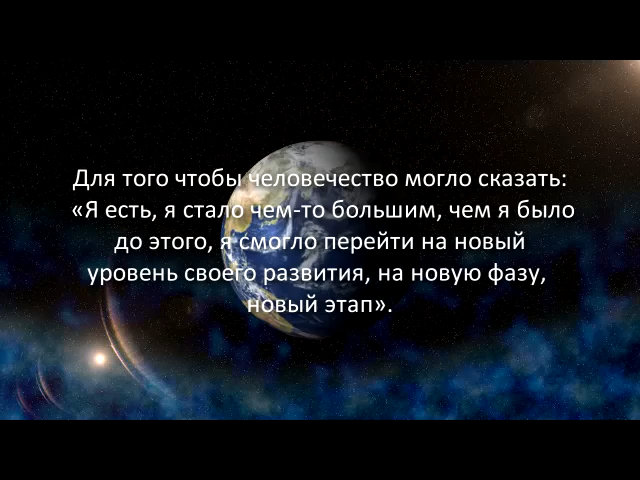 Для того чтобы человечество могло сказать:
«Я есть, я стало чем-то большим, чем я было
до этого, я смогло перейти на новый
уровень своего развития, на новую фазу,
новый этап».